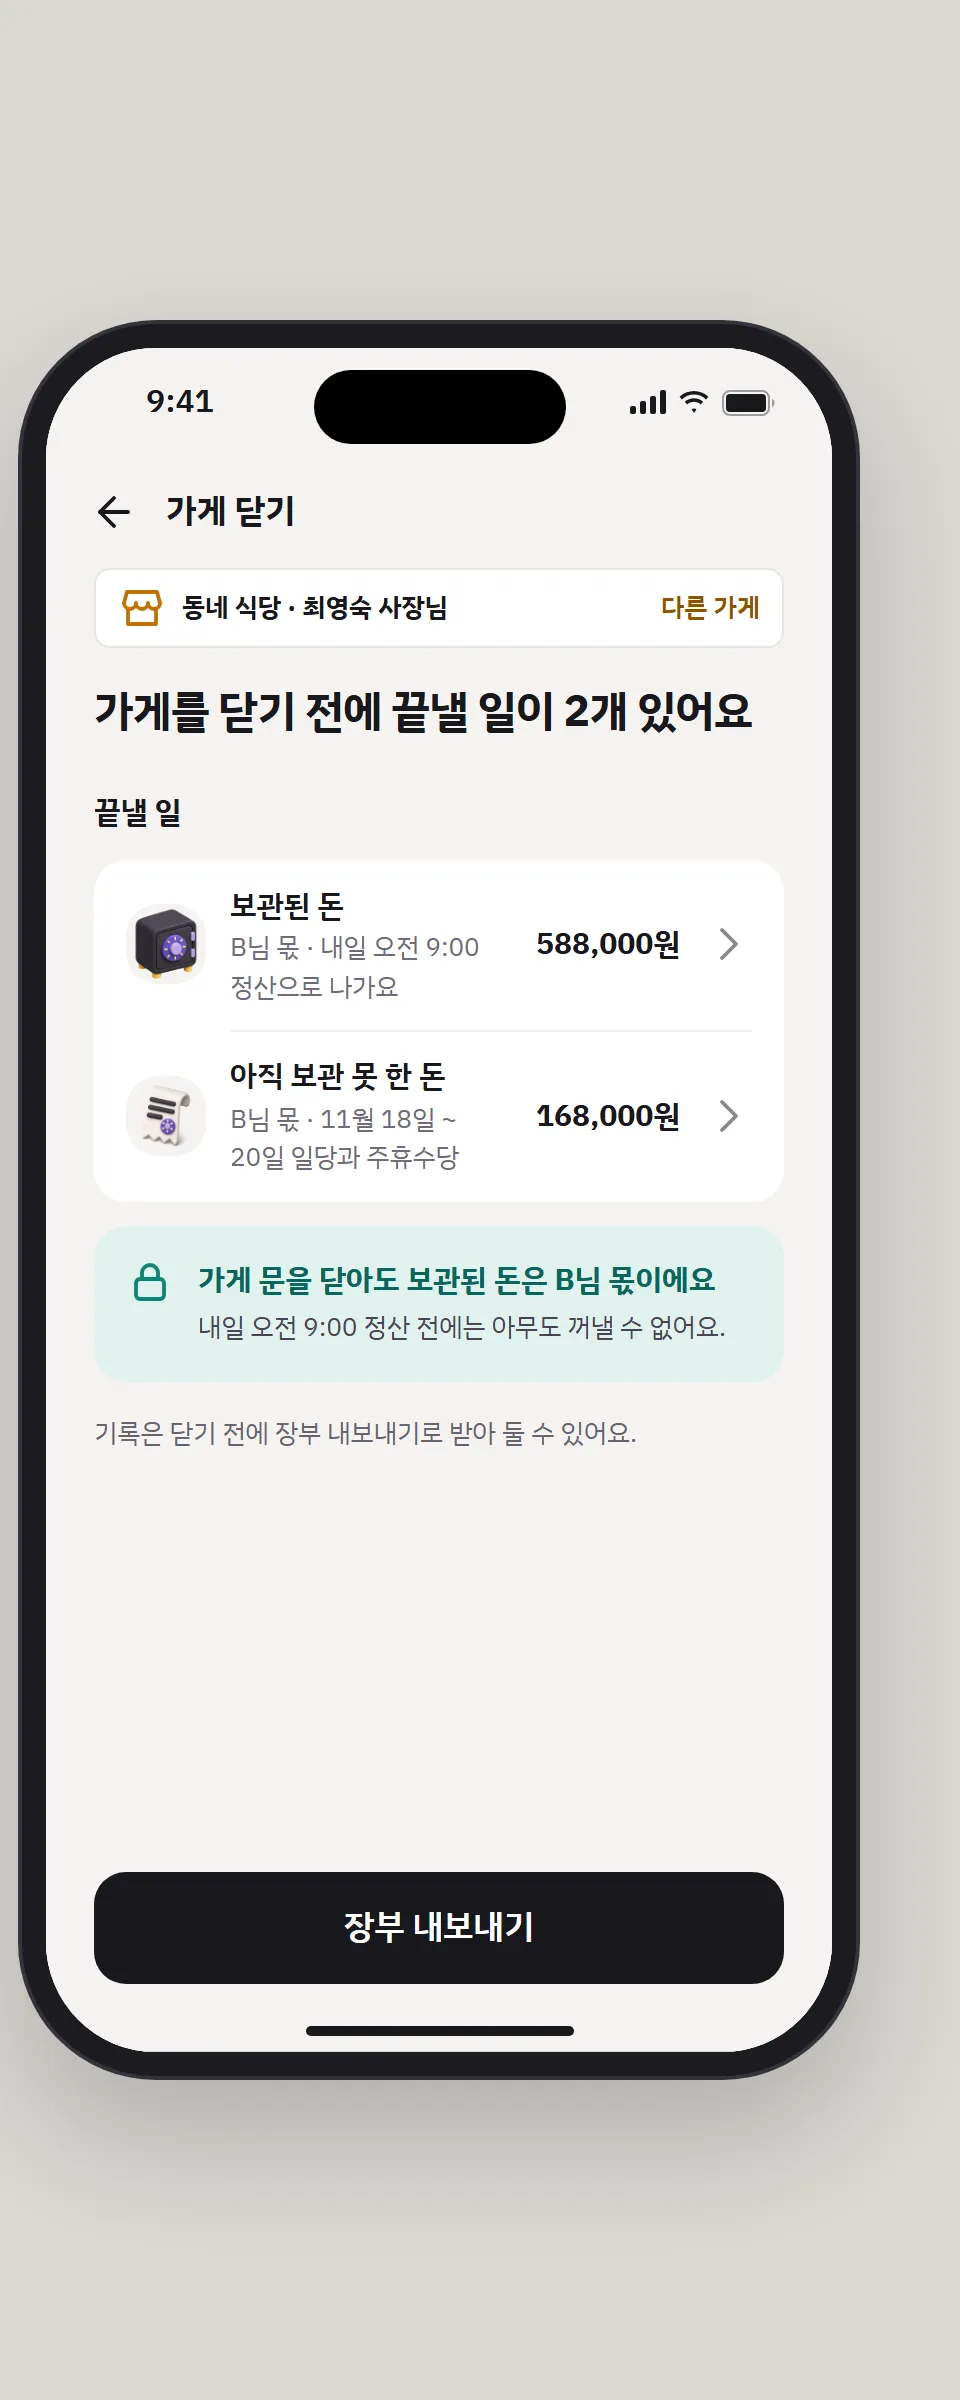 9:41
가게 닫기
동네 식당 · 최영숙 사장님
다른 가게
가게를 닫기 전에 끝낼 일이 2개 있어요
끝낼 일
보관된 돈
B님 몫 · 내일 오전 9:00
정산으로 나가요
588,000원
아직 보관 못 한 돈
B님 몫 · 11월 18일 ~
20일 일당과 주휴수당
168,000원
가게 문을 닫아도 보관된 돈은 B님 몫이에요
내일 오전 9:00 정산 전에는 아무도 꺼낼 수 없어요.
기록은 닫기 전에 장부 내보내기로 받아 둘 수 있어요.
장부 내보내기